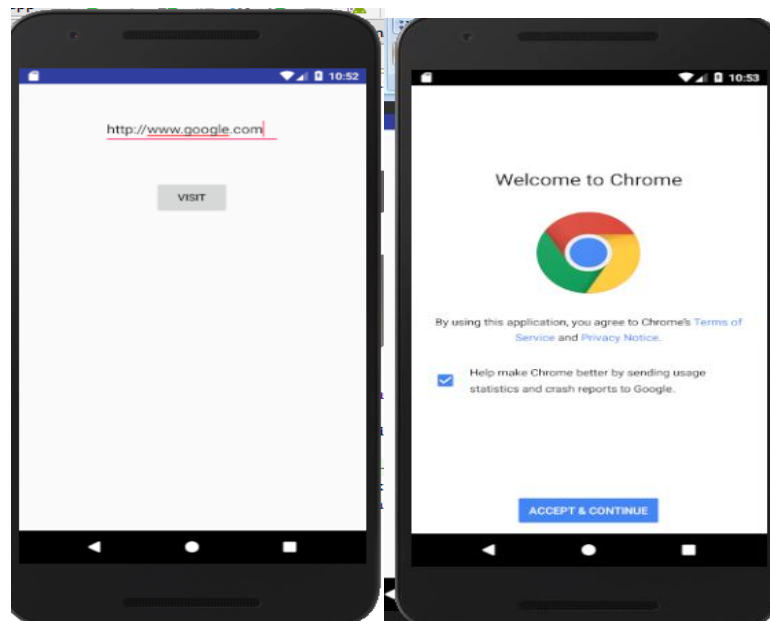 10:52
http://www.google.com
VISIT
10:53
Welcome to Chrome
By using this application, you agree to Chrome's Terms of
Service and Privacy Notice.
Help make Chrome better by sending usage
statistics and crash reports to Google.
ACCEPT & CONTINUE